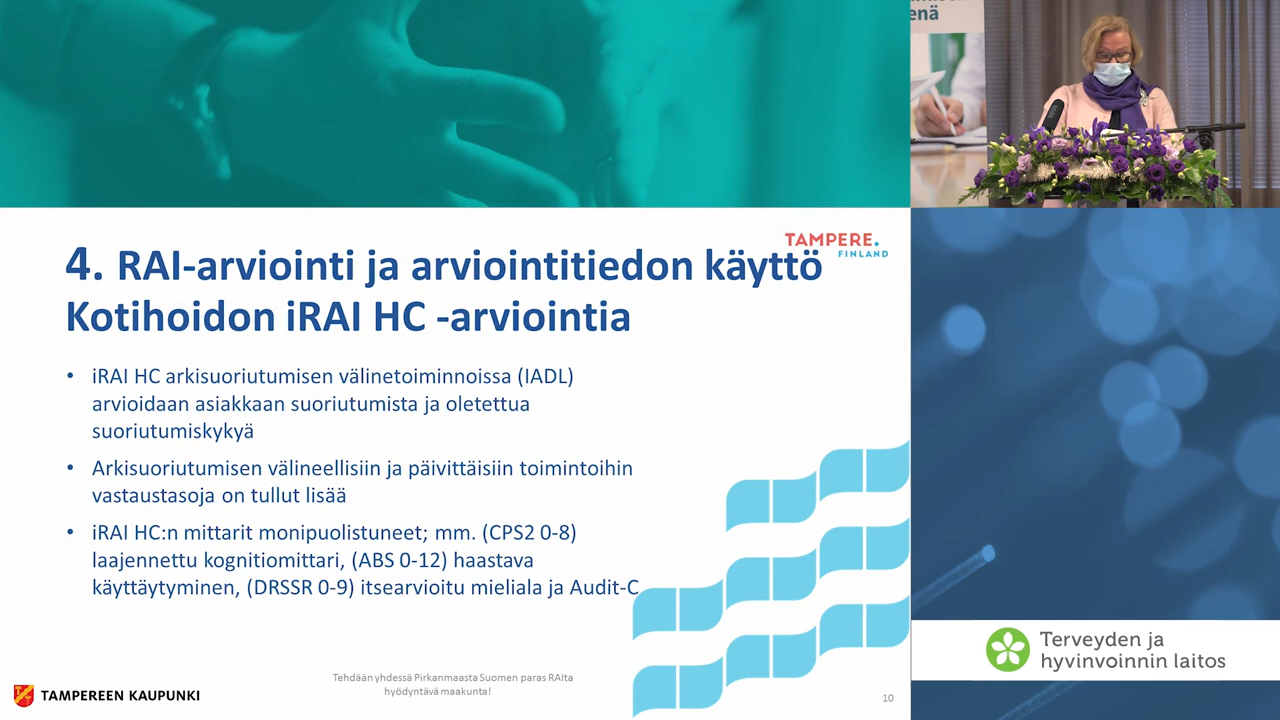 enä
TAMPERE.
FINLAND
4. RAI-arviointi ja arviointitiedon käyttö
Kotihoidon iRAI HC -arviointia
• iRAI HC arkisuoriutumisen välinetoiminnoissa (IADL)
arvioidaan asiakkaan suoriutumista ja oletettua
suoriutumiskykyä
• Arkisuoriutumisen välineellisiin ja päivittäisiin toimintoihin
vastaustasoja on tullut lisää
• iRAI HC:n mittarit monipuolistuneet; mm. (CPS2 0-8)
laajennettu kognitiomittari, (ABS 0-12) haastava
käyttäytyminen, (DRSSR 0-9) itsearvioitu mieliala ja Audit-C
Terveyden ja
hyvinvoinnin laitos
TAMPEREEN KAUPUNKI
Tehdään yhdessä Pirkanmaasta Suomen paras RAIta
hyödyntävä maakunta!
10